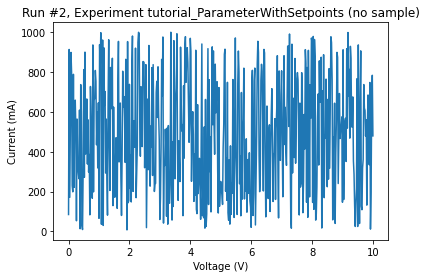 Run #2, Experiment tutorial_ParameterWithSetpoints (no sample)
1000
800
600
400
200
0
Current (mA)
0 2 4 6 8 10
Voltage (V)